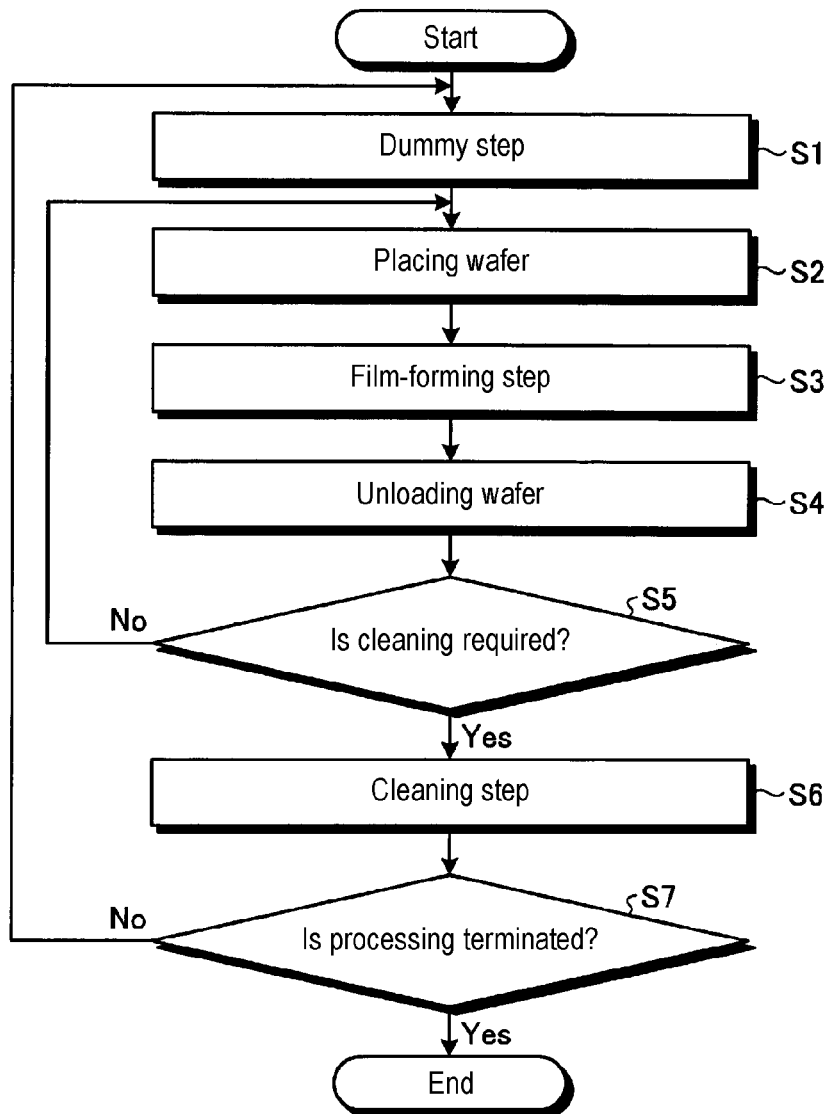 Start
Dummy step
S1
Placing wafer
S2
Film-forming step
S3
Unloading wafer
S4
S5
No
Is cleaning required?
Yes
Cleaning step
S6
S7
No
Is processing terminated?
Yes
End